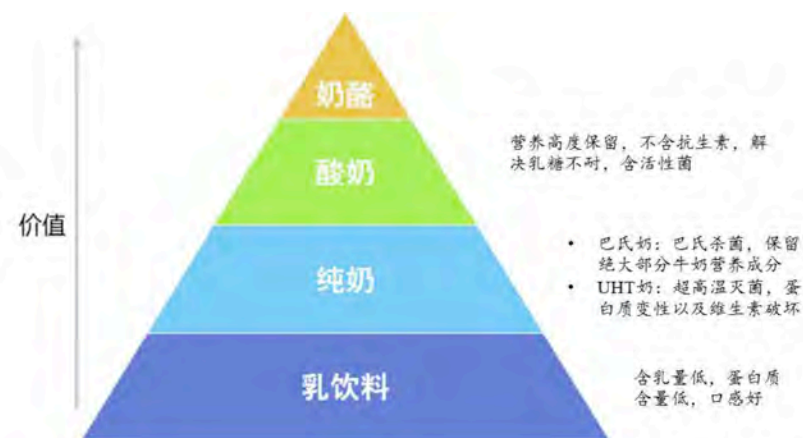 奶酪
营养高度保留，不含抗生素，解
决乳糖不耐，含活性菌
酸奶
价值
• 巴氏奶：巴氏杀菌，保留
绝大部分牛奶营养成分
• UHT奶：超高温灭菌，蛋
白质变性以及维生素破坏
纯奶
含乳量低，蛋白质
含量低，口感好
乳饮料